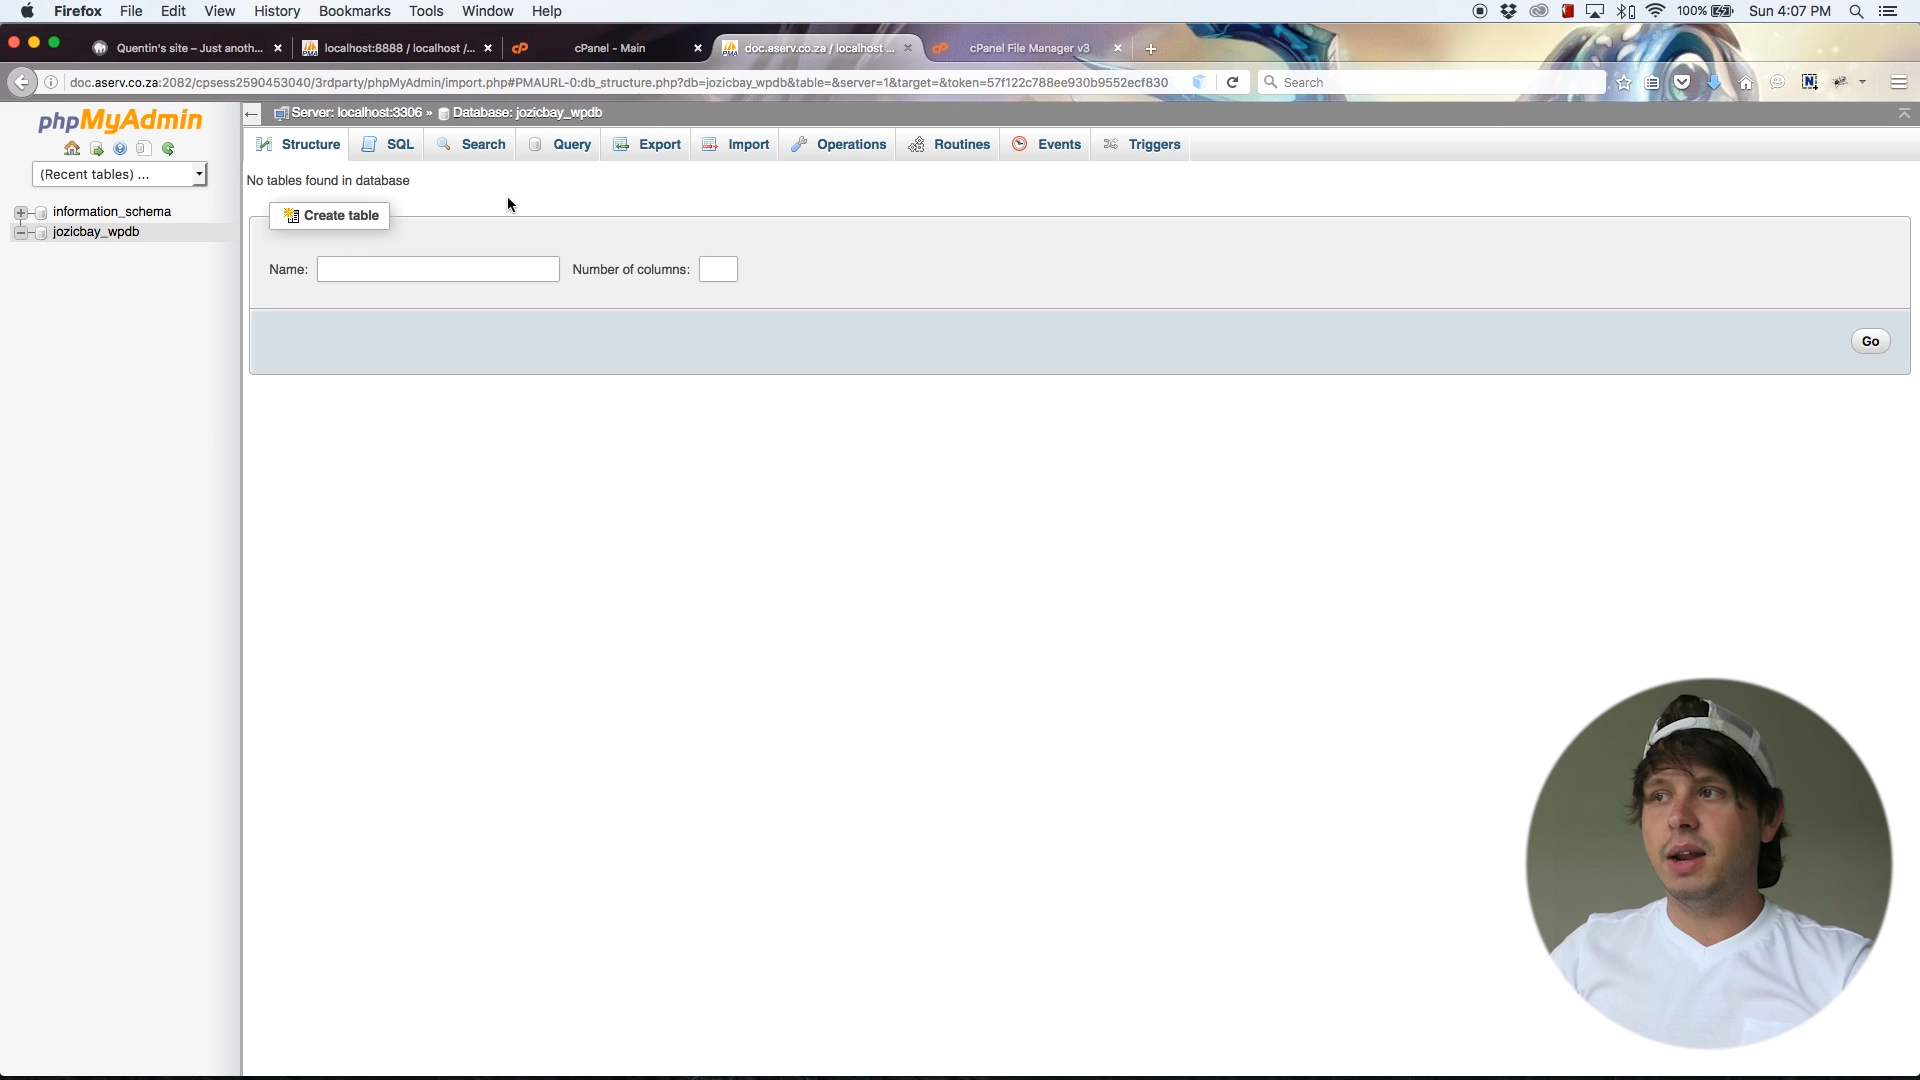 Firefox File Edit View History Bookmarks Tools Window Help 100% Sun 4:07 PM
Quentin's site – Just anoth... localhost:8888 / localhost /... cPanel - Main doc.aserv.co.za / localhost ... cPanel File Manager v3
doc.aserv.co.za:2082/cpsess2590453040/3rdparty/phpMyAdmin/import.php#PMAURL-0:db_structure.php?db=jozicbay_wpdb&table=&server=1&target=&token=57f122c788ee930b9552ecf830 Search
phpMyAdmin
Server: localhost:3306 » Database: jozicbay_wpdb
Structure SQL Search Query Export Import Operations Routines Events Triggers
(Recent tables) ...
No tables found in database
information_schema
jozicbay_wpdb
Create table
Name: Number of columns:
Go